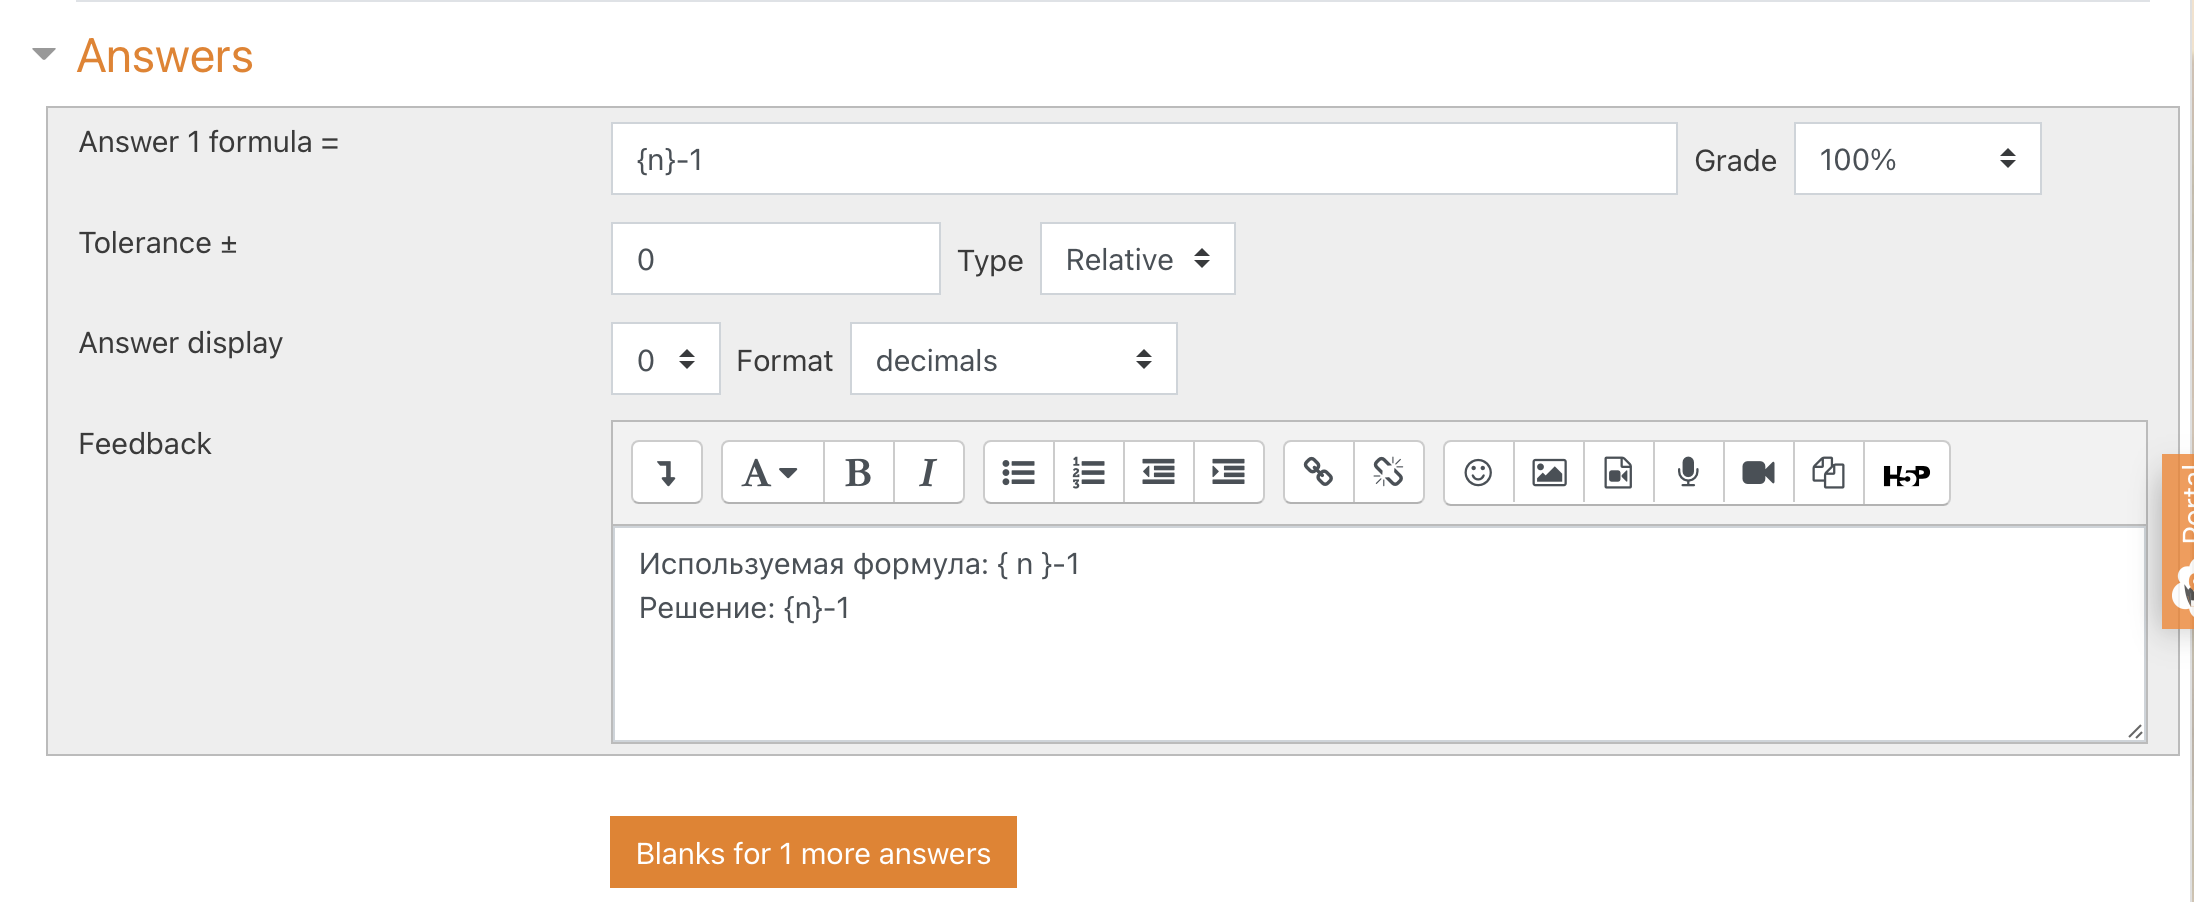 Answers
Answer 1 formula = {n}-1 Grade 100%
Tolerance ± 0 Type Relative
Answer display 0 Format decimals
Feedback
A B I H5P
Используемая формула: { n }-1
Решение: {n}-1
Blanks for 1 more answers